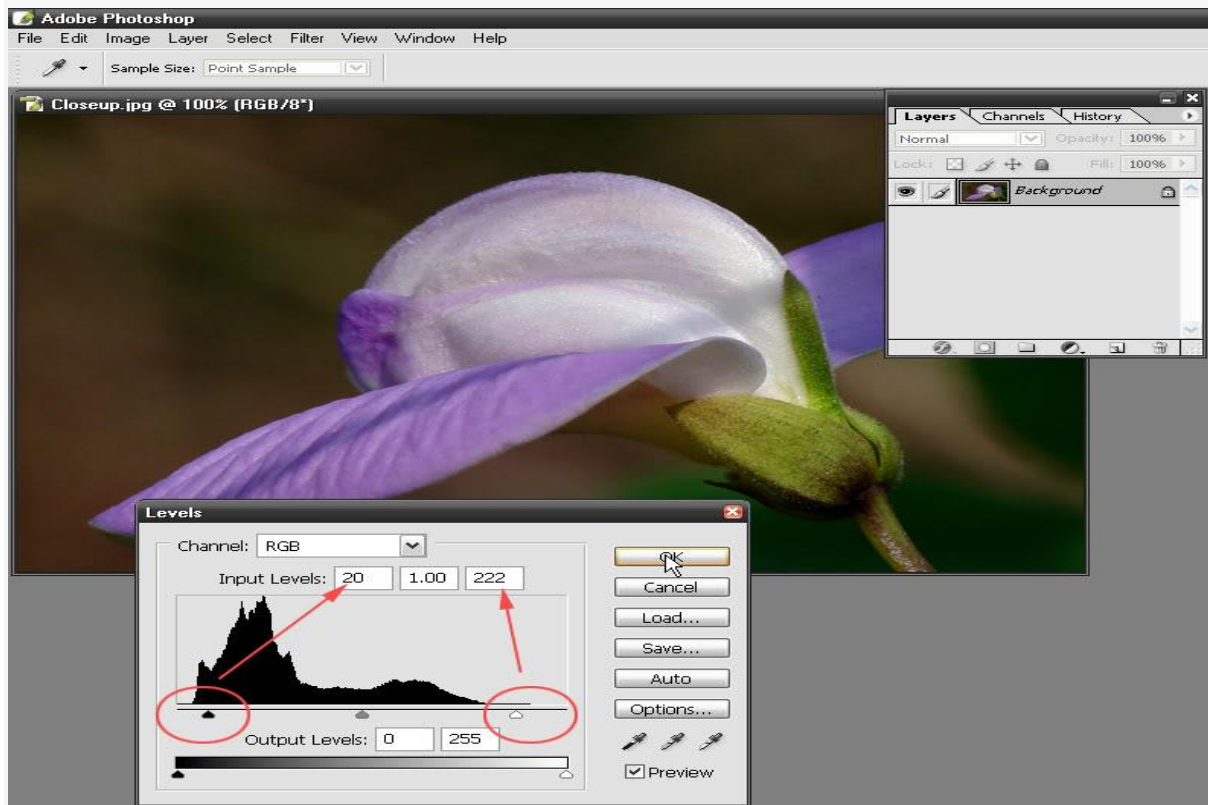 Adobe Photoshop
File Edit Image Layer Select Filter View Window Help
Sample Size: Point Sample
Closeup.jpg @ 100% (RGB/8*)
Layers Channels History
Normal Opacity: 100%
Lock: Fill: 100%
Background
Levels
Channel: RGB
Input Levels: 20 1.00 222
Output Levels: 0 255
OK
Cancel
Load...
Save...
Auto
Options...
Preview